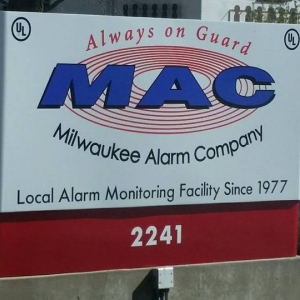 UL UL
Always on Guard
MAC
Milwaukee Alarm Company
Local Alarm Monitoring Facility Since 1977
2241